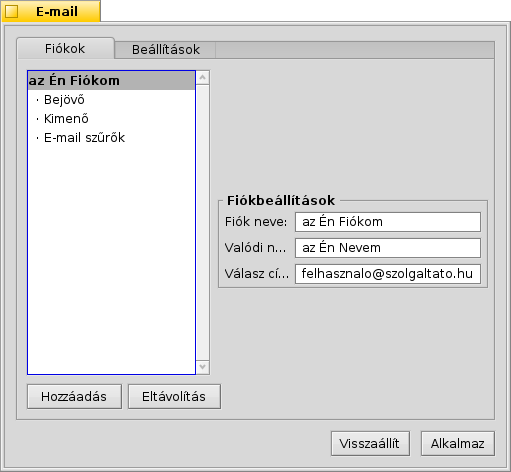 E-mail
Fiókok
Beállítások
az Én Fiókom
· Bejövő
· Kimenő
· E-mail szűrők
Fiókbeállítások
Fiók neve: az Én Fiókom
Valódi n... az Én Nevem
Válasz cí... felhasznalo@szolgaltato.hu
Hozzáadás
Eltávolítás
Visszaállít
Alkalmaz